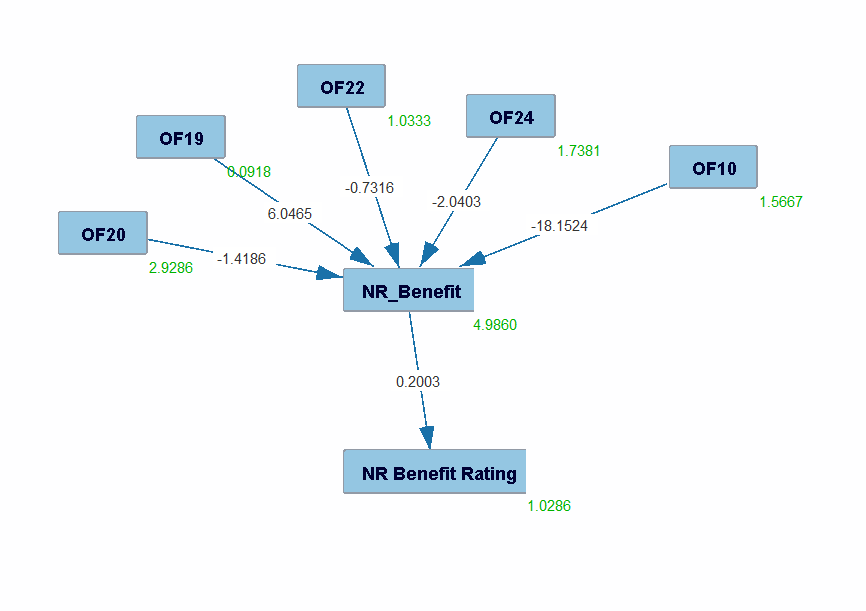 OF22
1.0333
OF24
1.7381
OF19
0.0918
OF10
1.5667
-0.7316
-2.0403
6.0465
-18.1524
OF20
2.9286
-1.4186
NR_Benefit
4.9860
0.2003
NR Benefit Rating
1.0286